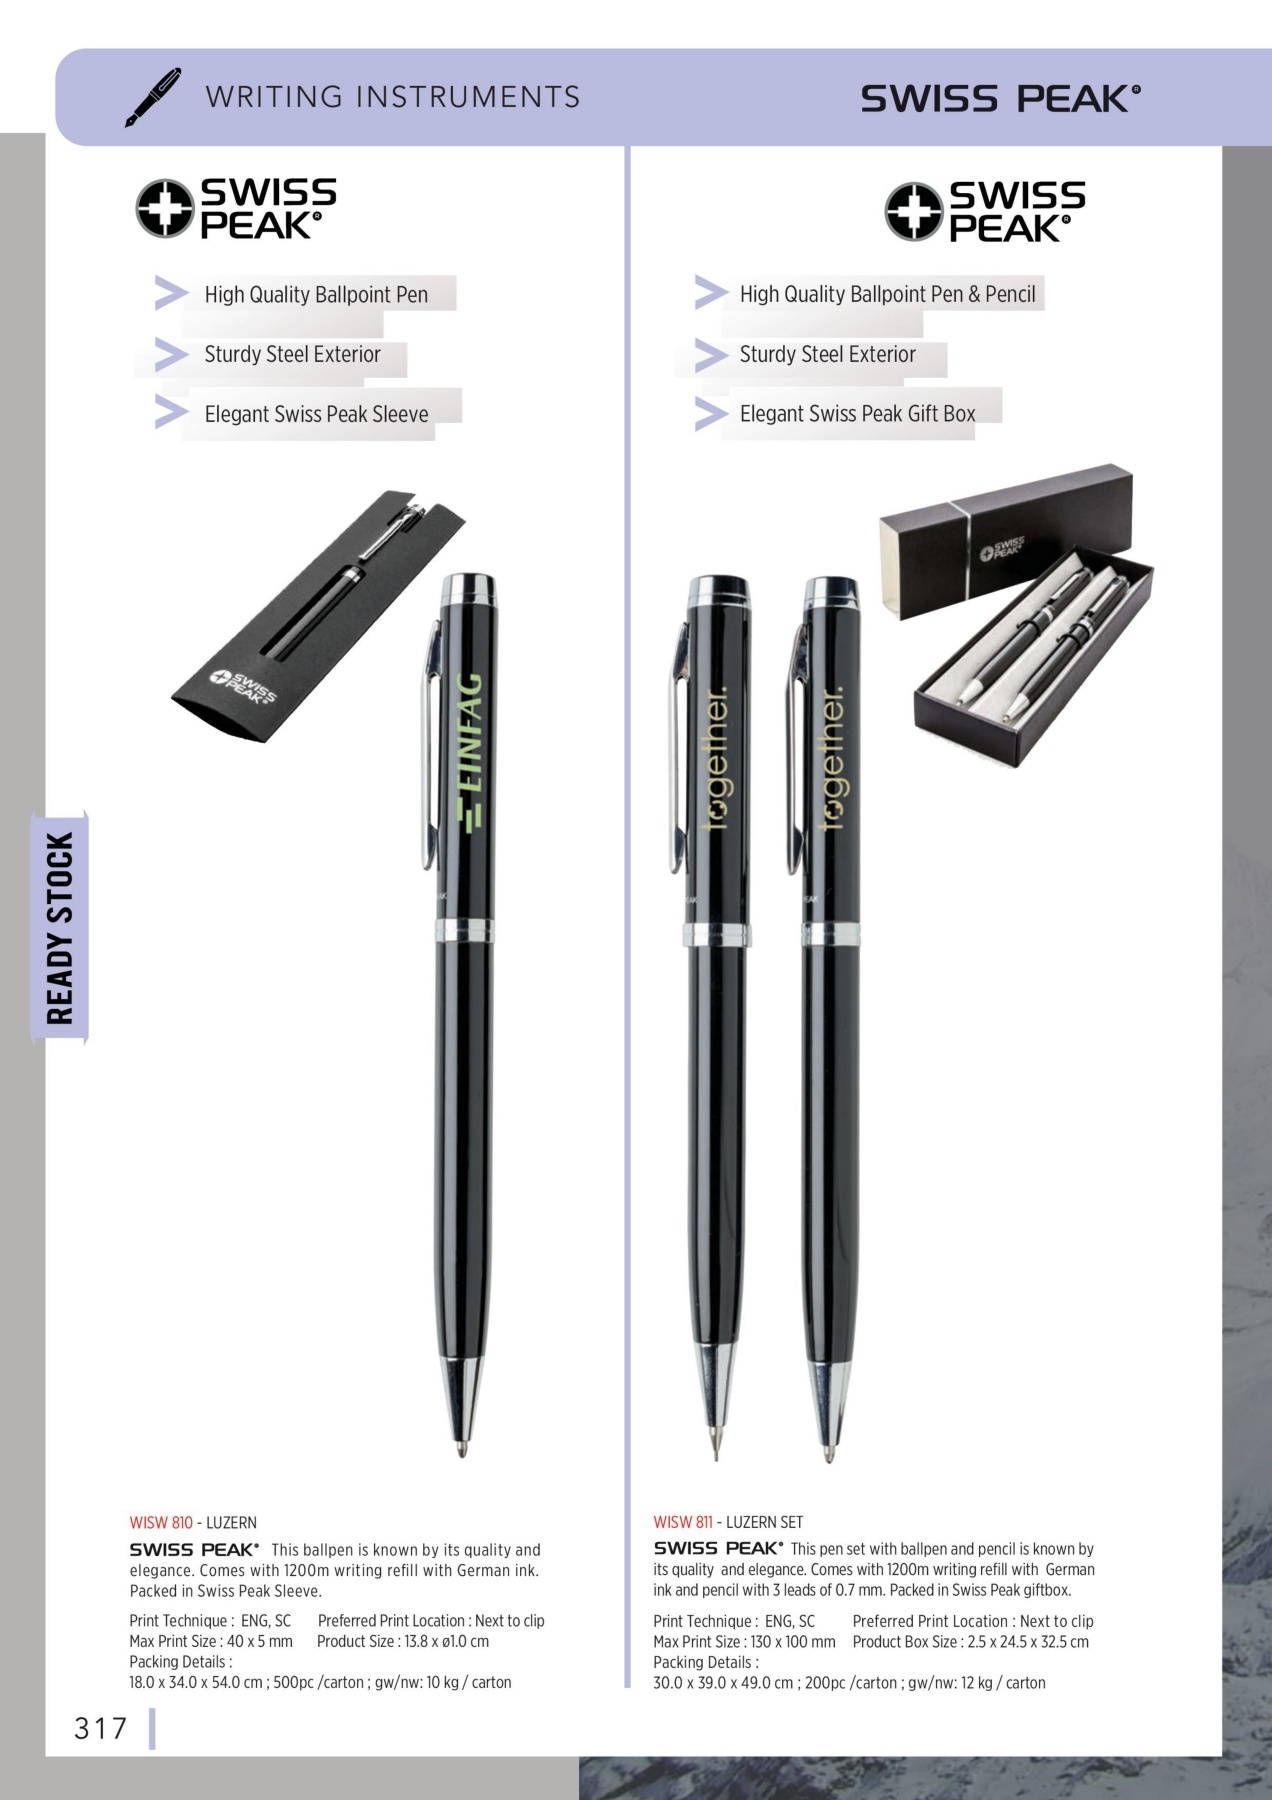 WRITING INSTRUMENTS
SWISS PEAK®
SWISS
PEAK®
High Quality Ballpoint Pen
Sturdy Steel Exterior
Elegant Swiss Peak Sleeve
SWISS
PEAK®
EINFAG
AK
READY STOCK
WISW 810 - LUZERN
SWISS PEAK® This ballpen is known by its quality and
elegance. Comes with 1200m writing refill with German ink.
Packed in Swiss Peak Sleeve.
Print Technique : ENG, SC Preferred Print Location : Next to clip
Max Print Size : 40 x 5 mm Product Size : 13.8 x ø1.0 cm
Packing Details :
18.0 x 34.0 x 54.0 cm ; 500pc /carton ; gw/nw: 10 kg / carton
SWISS
PEAK®
High Quality Ballpoint Pen & Pencil
Sturdy Steel Exterior
Elegant Swiss Peak Gift Box
SWISS
PEAK®
together.
together.
EAK
EAK
WISW 811 - LUZERN SET
SWISS PEAK® This pen set with ballpen and pencil is known by
its quality and elegance. Comes with 1200m writing refill with German
ink and pencil with 3 leads of 0.7 mm. Packed in Swiss Peak giftbox.
Print Technique : ENG, SC Preferred Print Location : Next to clip
Max Print Size : 130 x 100 mm Product Box Size : 2.5 x 24.5 x 32.5 cm
Packing Details :
30.0 x 39.0 x 49.0 cm ; 200pc /carton ; gw/nw: 12 kg / carton
317